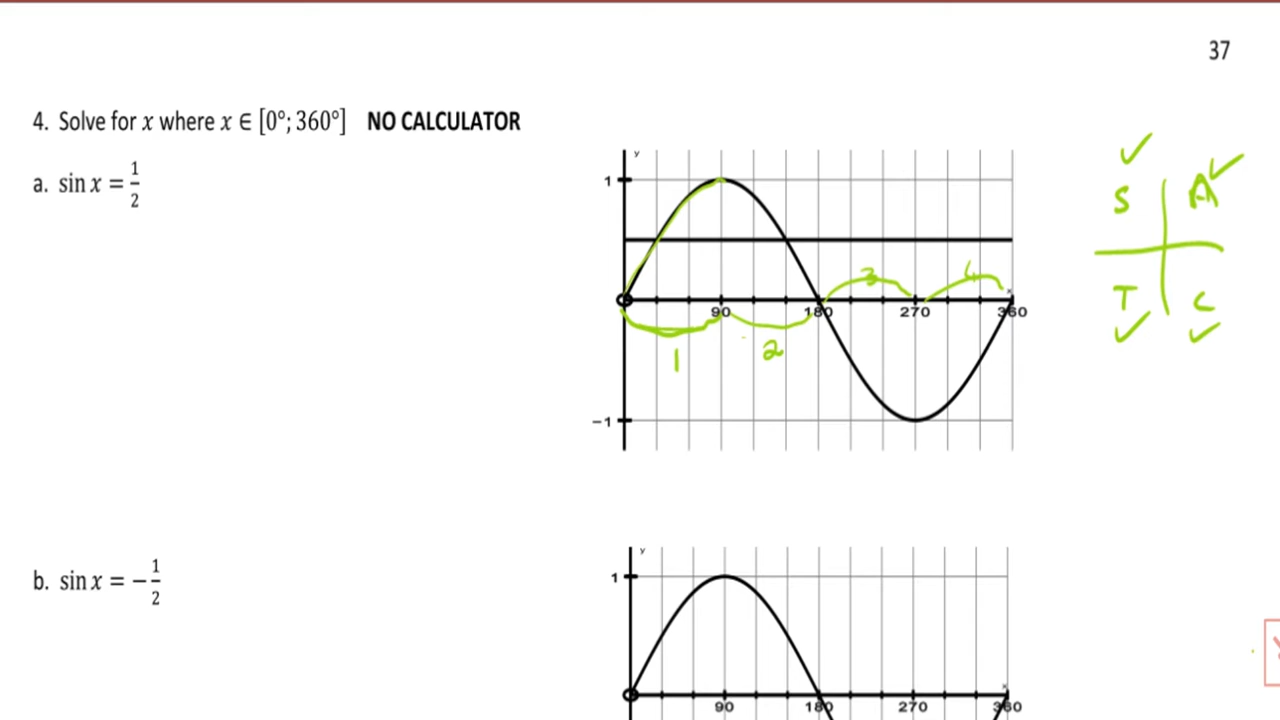 37
4. Solve for x where x ∈ [0°; 360°] NO CALCULATOR
a. sin x = 1/2
y
1
S A
3 4
x
T C
90 180 270 360
1 2
−1
b. sin x = −1/2
y
1
x
90 180 270 360